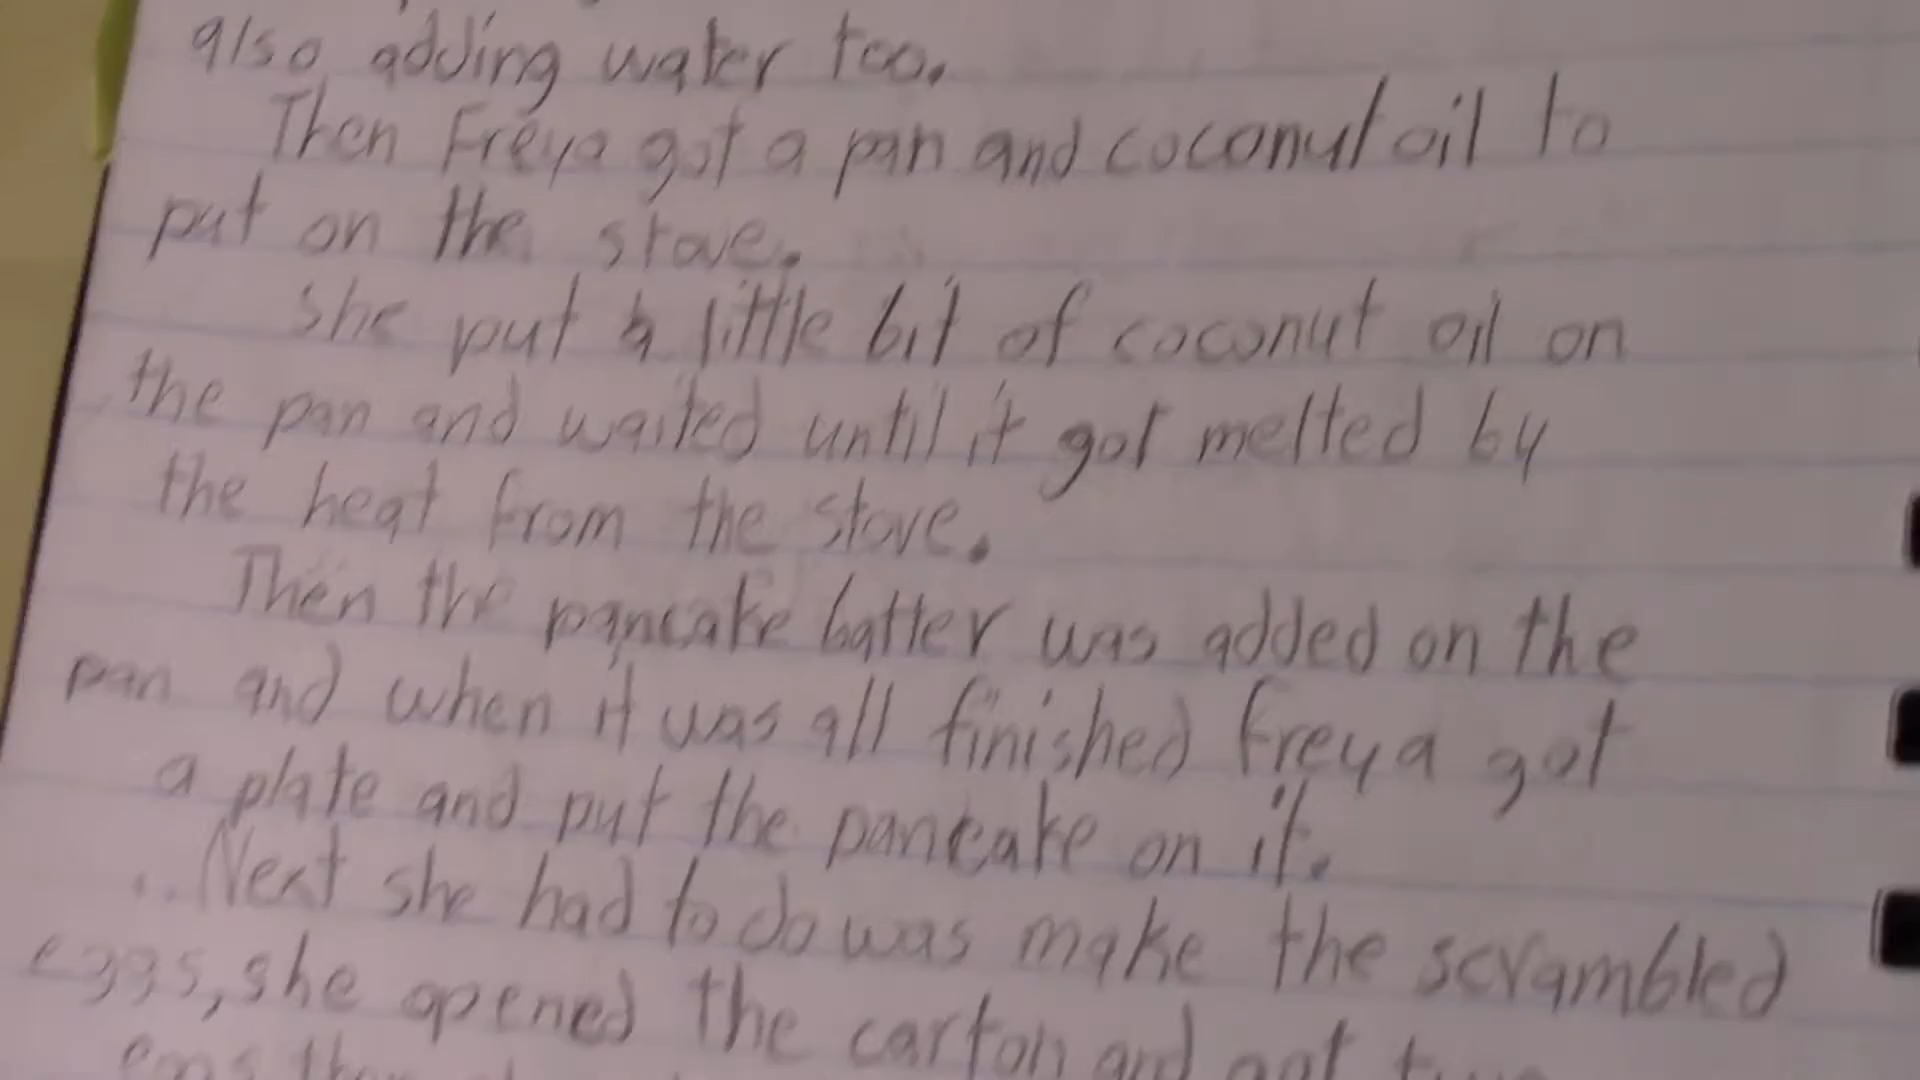 also adding water too.
Then Freya got a pan and coconut oil to
put on the stove.
She put a little bit of coconut oil on
the pan and waited until it got melted by
the heat from the stove.
Then the pancake batter was added on the
pan and when it was all finished Freya got
a plate and put the pancake on it.
Next she had to do was make the scrambled
eggs, she opened the carton and got two
eggs then